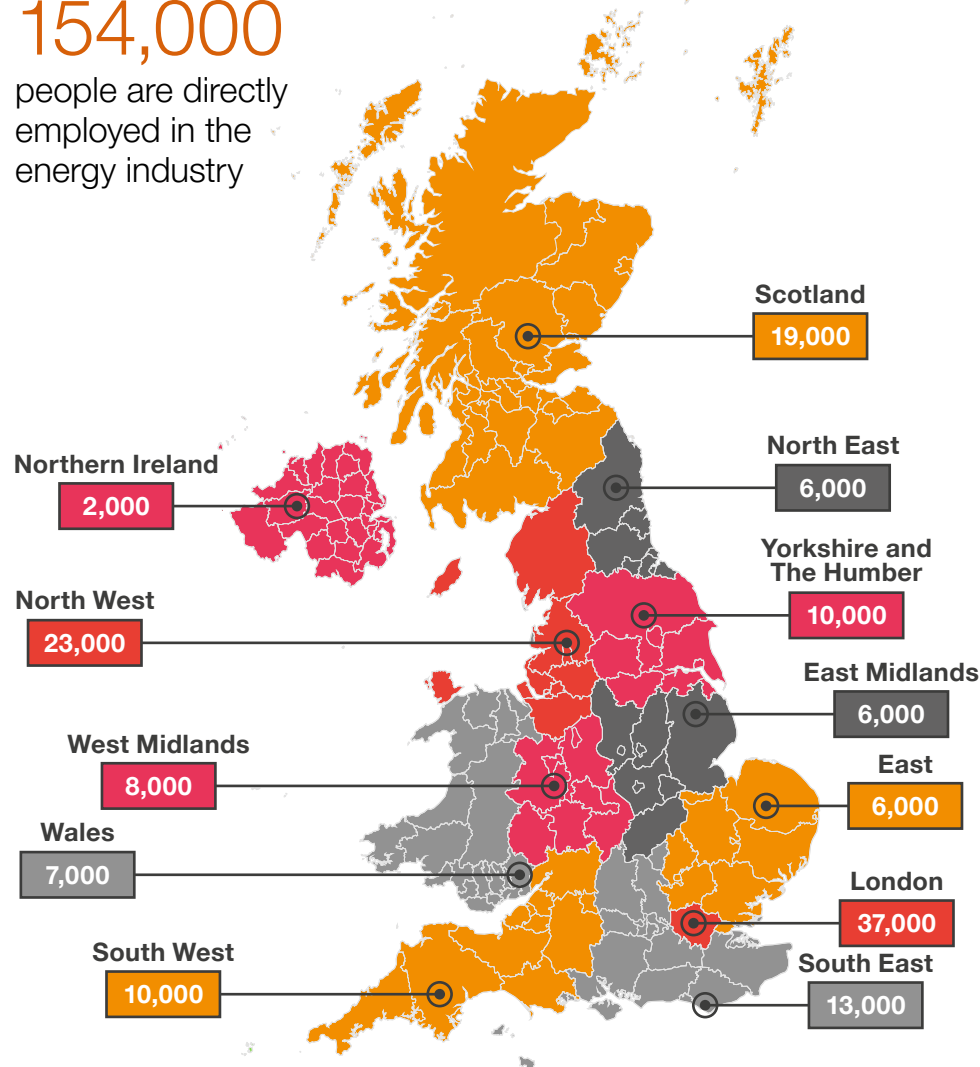 154,000
people are directly
employed in the
energy industry
Scotland
19,000
North East
6,000
Northern Ireland
2,000
Yorkshire and
The Humber
10,000
North West
23,000
East Midlands
6,000
West Midlands
8,000
East
6,000
Wales
7,000
London
37,000
South West
10,000
South East
13,000